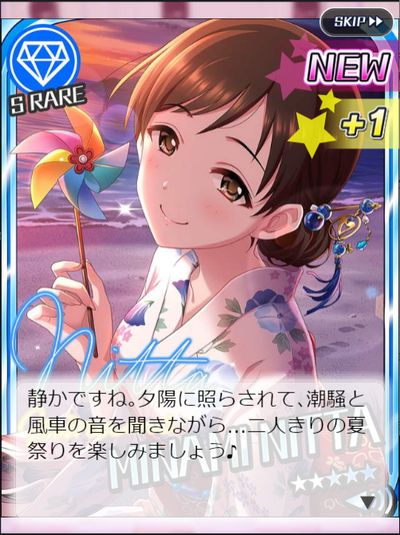 SKIP
NEW
S RARE
+1
Nitta
静かですね。夕陽に照らされて、潮騒と
風車の音を聞きながら…二人きりの夏
祭りを楽しみましょう♪
MINAMI NITTA